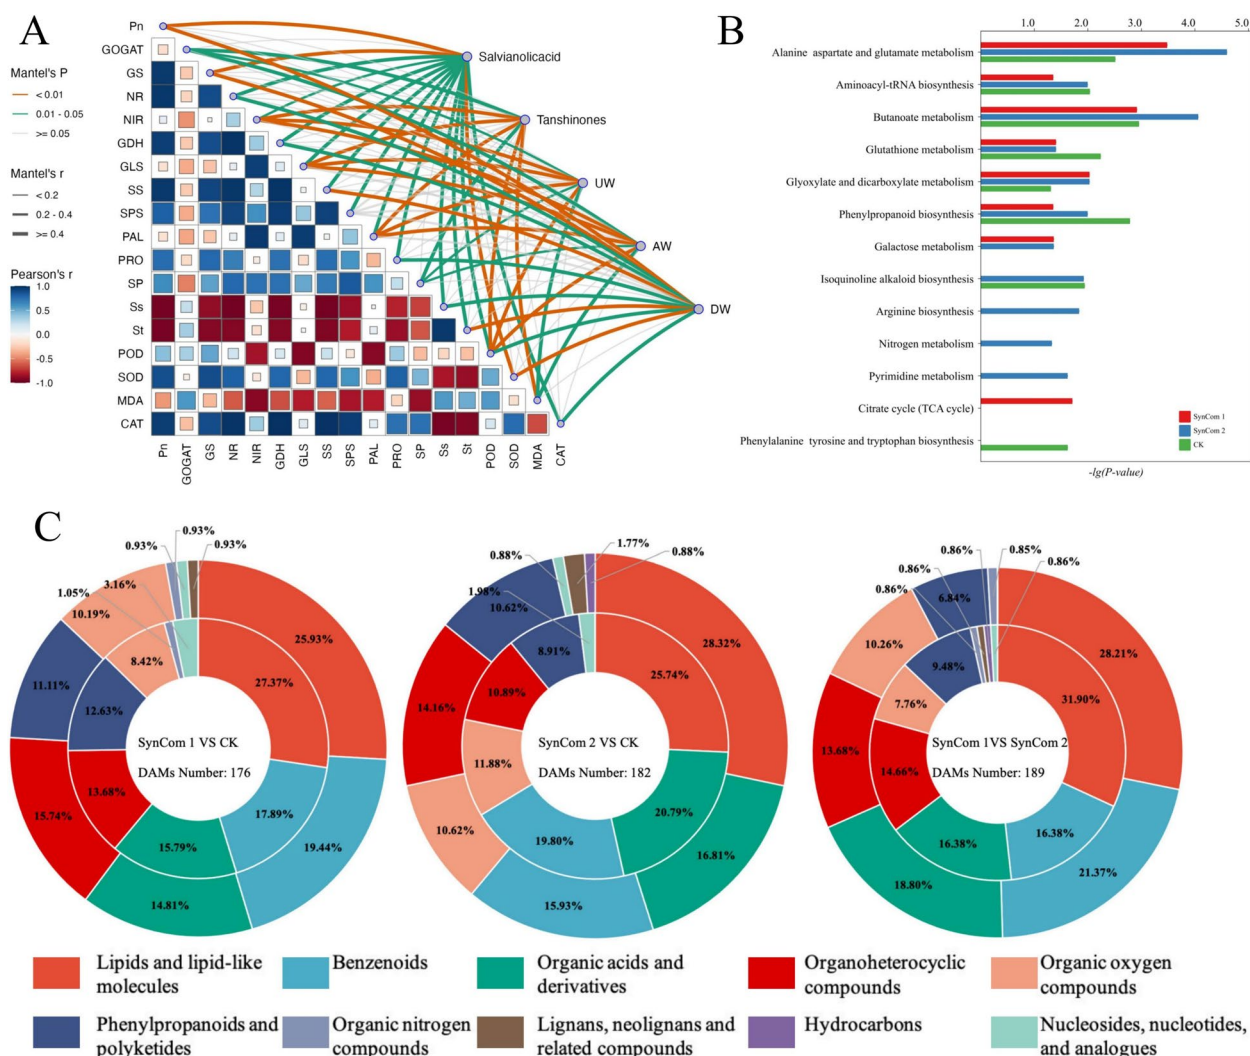 A
Mantel's P
< 0.01
0.01 - 0.05
>= 0.05
Mantel's r
< 0.2
0.2 - 0.4
>= 0.4
Pearson's r
1.0
0.5
0.0
-0.5
-1.0
Pn
GOGAT
GS
NR
NIR
GDH
GLS
SS
SPS
PAL
PRO
SP
Ss
St
POD
SOD
MDA
CAT
Pn
GOGAT
GS
NR
NIR
GDH
GLS
SS
SPS
PAL
PRO
SP
Ss
St
POD
SOD
MDA
CAT
Salvianolicacid
Tanshinones
UW
AW
DW
B
1.0 2.0 3.0 4.0 5.0
Alanine aspartate and glutamate metabolism
Aminoacyl-tRNA biosynthesis
Butanoate metabolism
Glutathione metabolism
Glyoxylate and dicarboxylate metabolism
Phenylpropanoid biosynthesis
Galactose metabolism
Isoquinoline alkaloid biosynthesis
Arginine biosynthesis
Nitrogen metabolism
Pyrimidine metabolism
Citrate cycle (TCA cycle)
Phenylalanine tyrosine and tryptophan biosynthesis
SynCom 1
SynCom 2
CK
-lg(P-value)
C
0.93%
0.93%
0.93%
3.16%
1.05%
10.19%
8.42%
25.93%
27.37%
11.11%
12.63%
SynCom 1 VS CK
DAMs Number: 176
13.68%
15.74%
17.89%
19.44%
15.79%
14.81%
1.77%
0.88%
0.88%
1.98%
10.62%
8.91%
28.32%
25.74%
14.16%
10.89%
SynCom 2 VS CK
DAMs Number: 182
11.88%
10.62%
20.79%
16.81%
19.80%
15.93%
0.86%
0.85%
0.86%
0.86%
0.86%
6.84%
10.26%
9.48%
28.21%
31.90%
7.76%
SynCom 1VS SynCom 2
DAMs Number: 189
13.68%
14.66%
16.38%
16.38%
21.37%
18.80%
Lipids and lipid-like
molecules
Benzenoids
Organic acids and
derivatives
Organoheterocyclic
compounds
Organic oxygen
compounds
Phenylpropanoids and
polyketides
Organic nitrogen
compounds
Lignans, neolignans and
related compounds
Hydrocarbons
Nucleosides, nucleotides,
and analogues